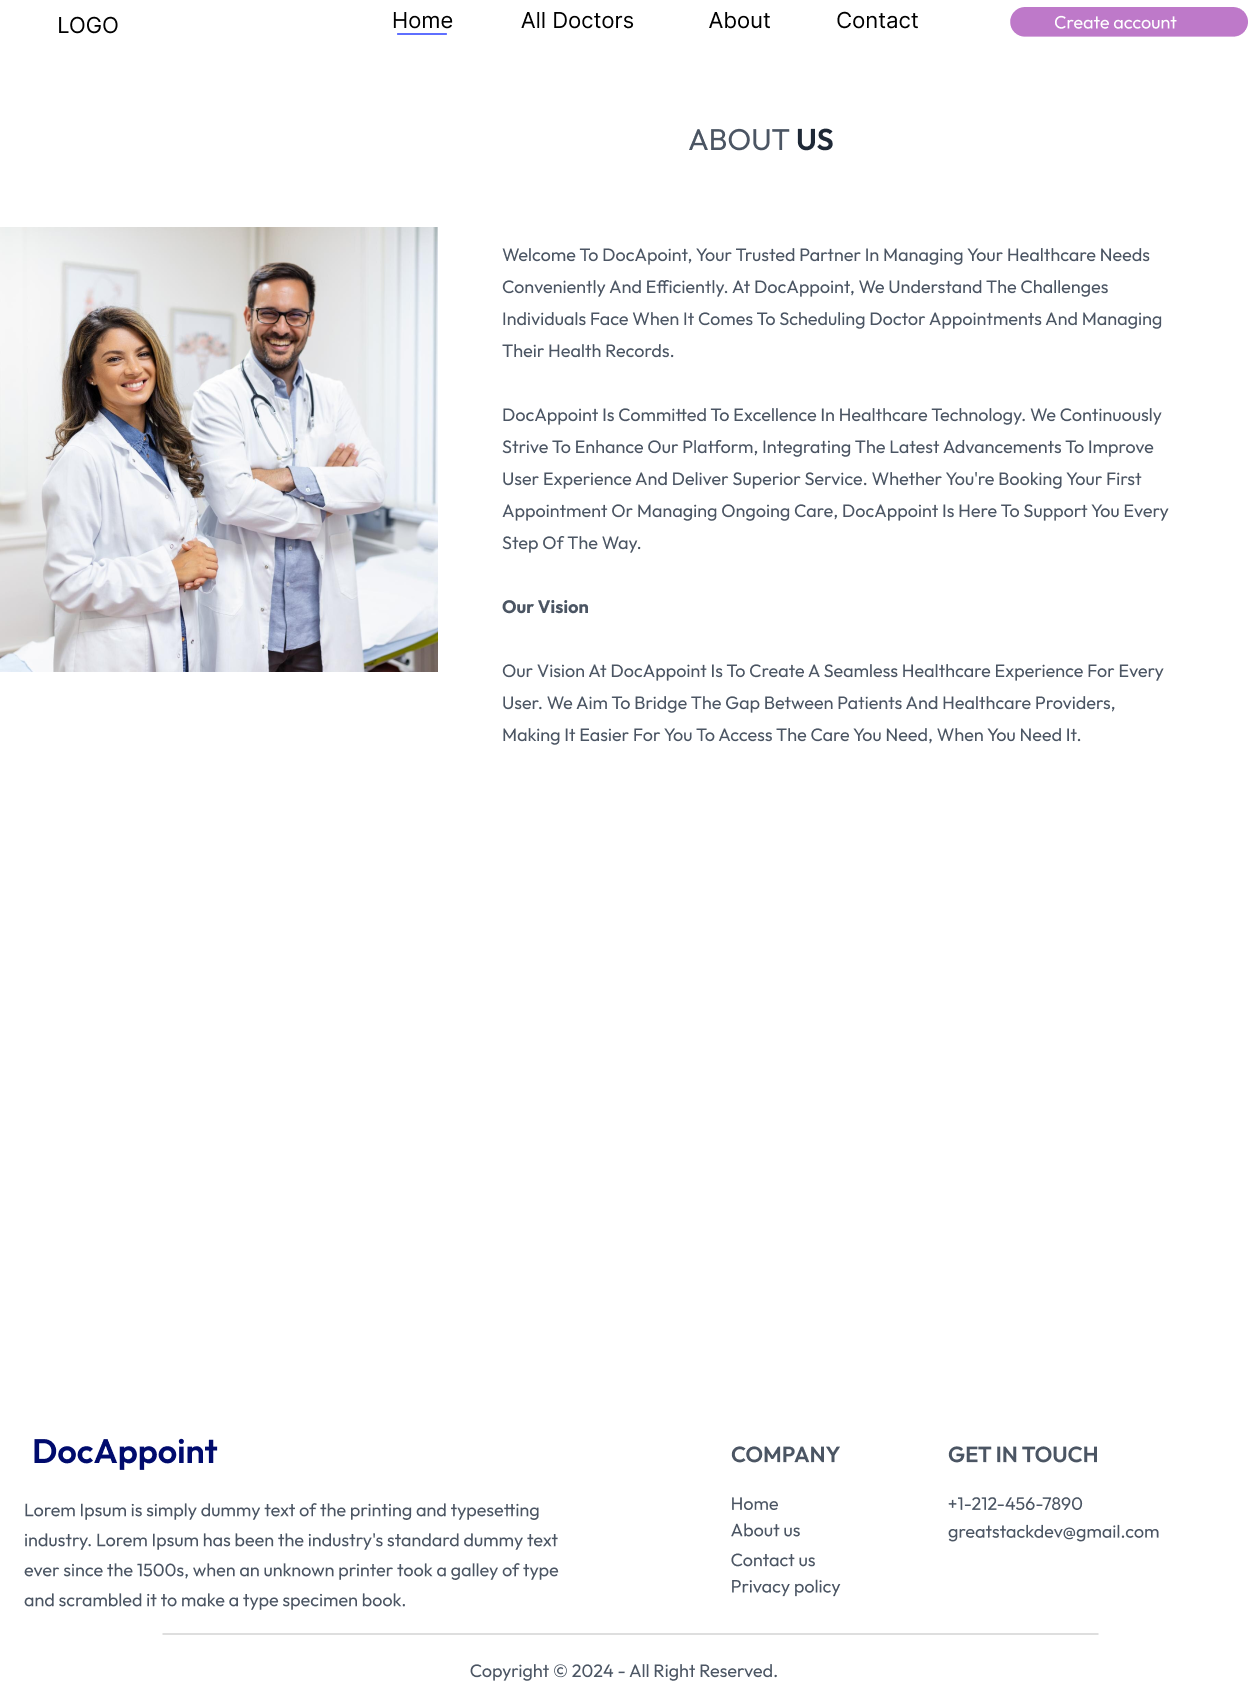 LOGO
Home
All Doctors
About
Contact
Create account
ABOUT US
Welcome To DocApoint, Your Trusted Partner In Managing Your Healthcare Needs
Conveniently And Efficiently. At DocAppoint, We Understand The Challenges
Individuals Face When It Comes To Scheduling Doctor Appointments And Managing
Their Health Records.
DocAppoint Is Committed To Excellence In Healthcare Technology. We Continuously
Strive To Enhance Our Platform, Integrating The Latest Advancements To Improve
User Experience And Deliver Superior Service. Whether You're Booking Your First
Appointment Or Managing Ongoing Care, DocAppoint Is Here To Support You Every
Step Of The Way.
Our Vision
Our Vision At DocAppoint Is To Create A Seamless Healthcare Experience For Every
User. We Aim To Bridge The Gap Between Patients And Healthcare Providers,
Making It Easier For You To Access The Care You Need, When You Need It.
DocAppoint
Lorem Ipsum is simply dummy text of the printing and typesetting
industry. Lorem Ipsum has been the industry's standard dummy text
ever since the 1500s, when an unknown printer took a galley of type
and scrambled it to make a type specimen book.
COMPANY
Home
About us
Contact us
Privacy policy
GET IN TOUCH
+1-212-456-7890
greatstackdev@gmail.com
Copyright © 2024 - All Right Reserved.